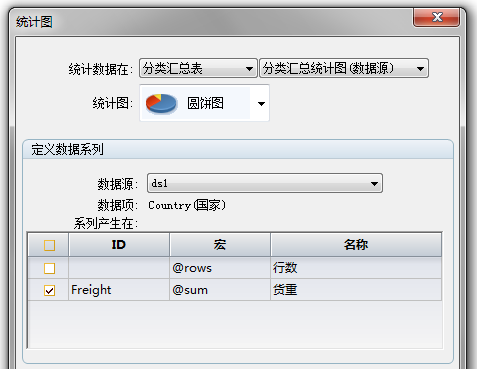 统计图
统计数据在: 分类汇总表 分类汇总统计图(数据源)
统计图: 圆饼图
定义数据系列
数据源: ds1
数据项: Country(国家)
系列产生在:
ID 宏 名称
@rows 行数
Freight @sum 货重